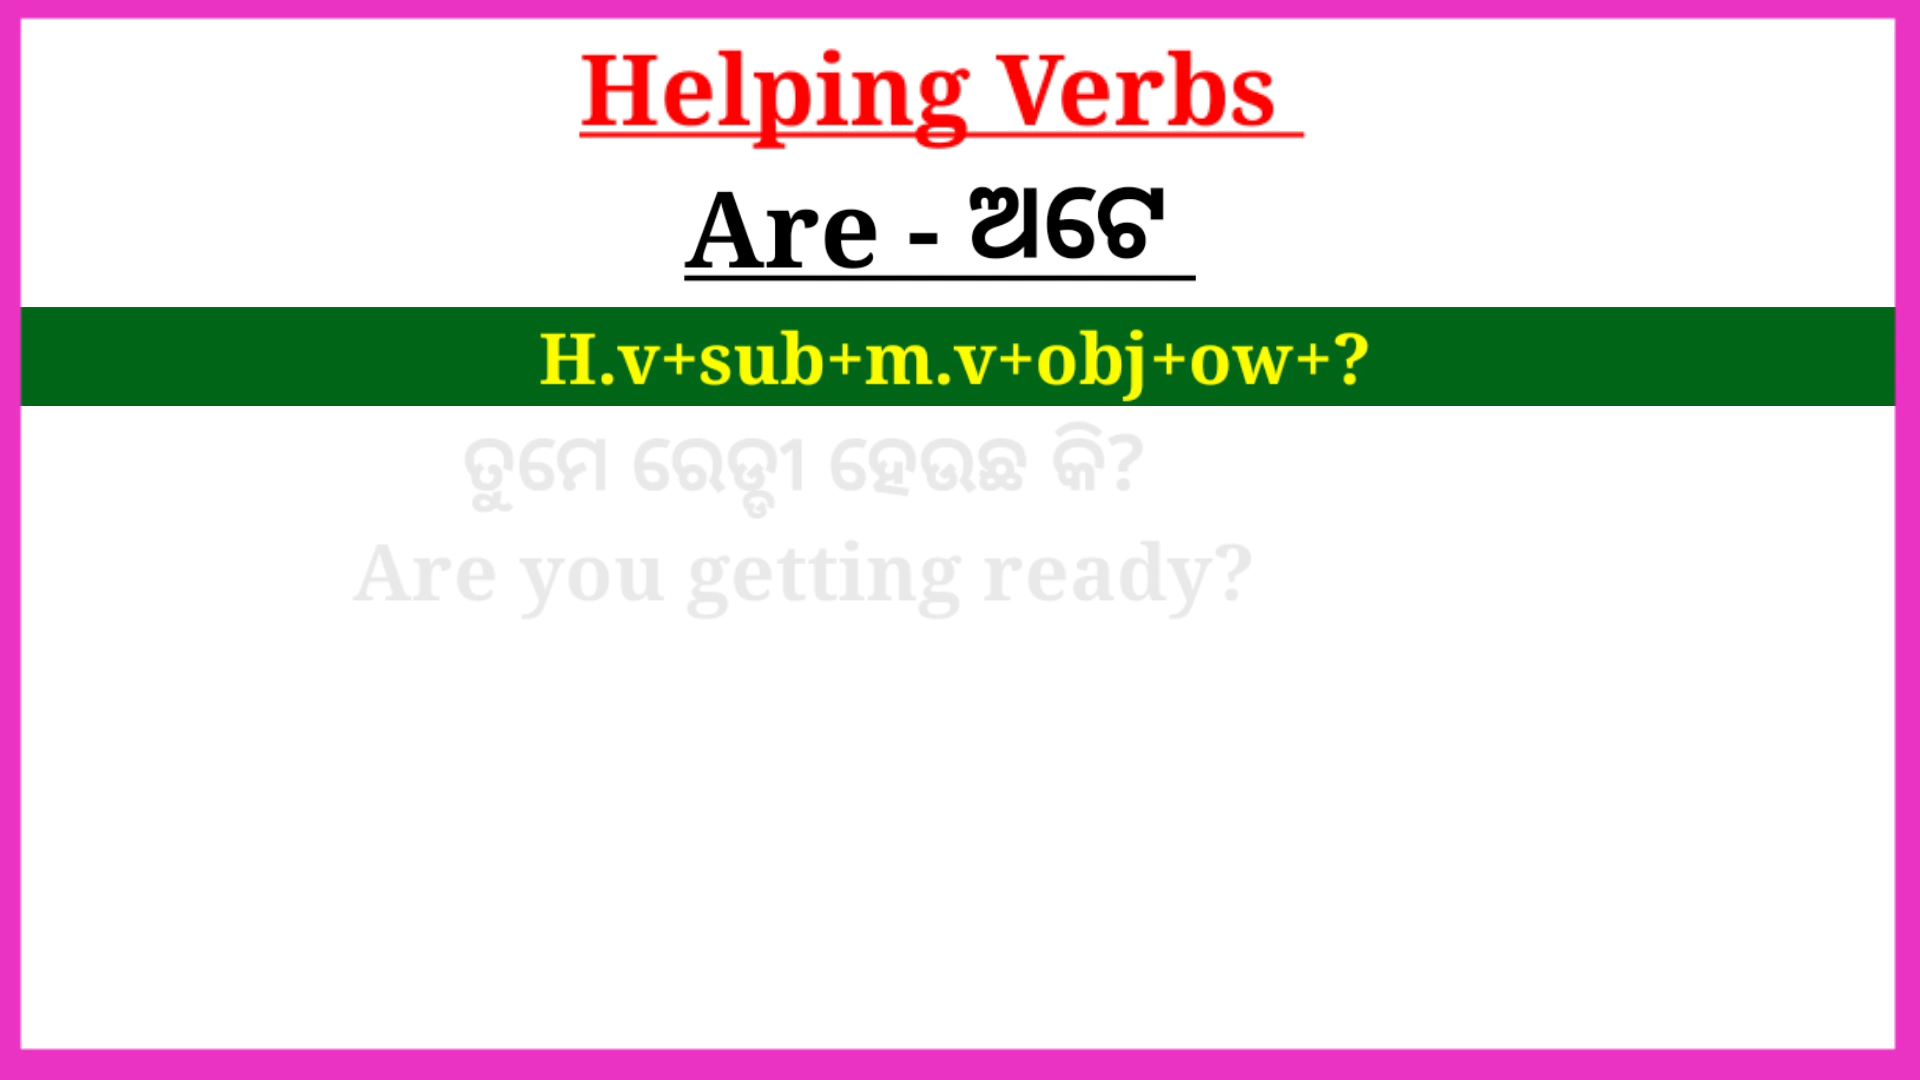 Helping Verbs
Are - ଅଟେ
H.v+sub+m.v+obj+ow+?
ତୁମେ ରେଡ଼ୀ ହେଉଛ କି?
Are you getting ready?